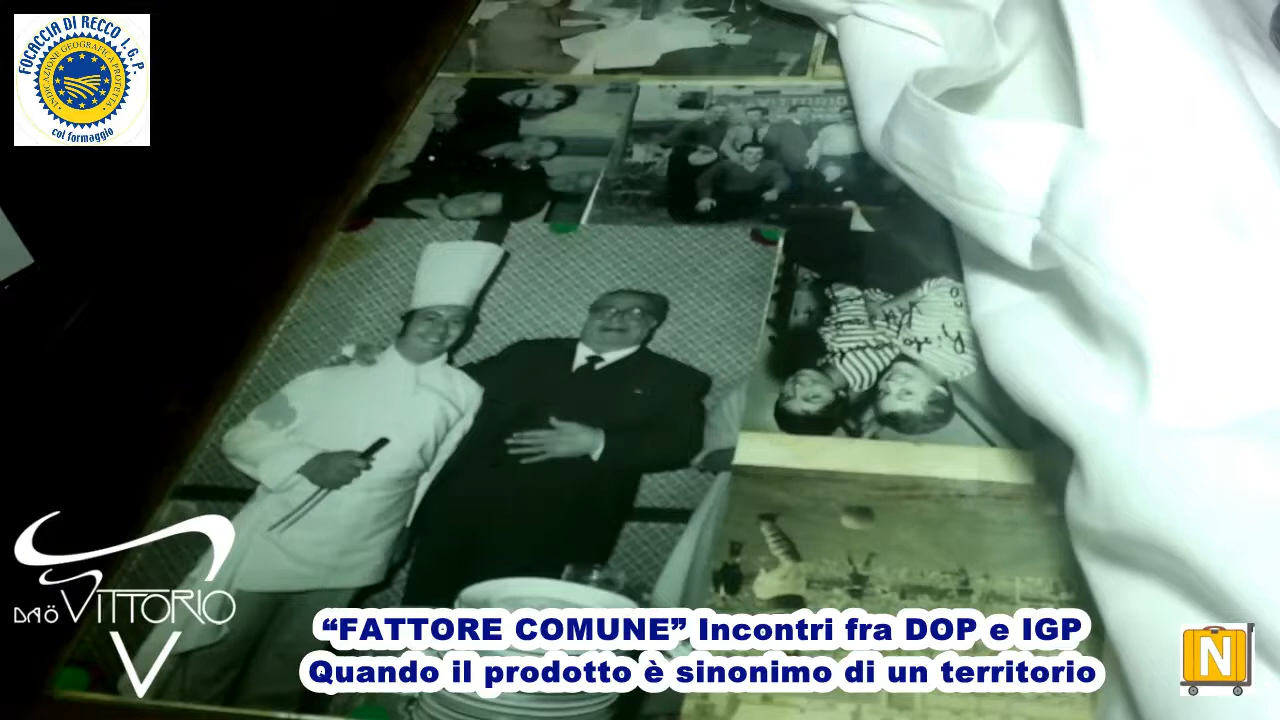 FOCACCIA DI RECCO I.G.P.
INDICAZIONE GEOGRAFICA PROTETTA
col formaggio
VITTORIO
DA Ö VITTORIO
V
“FATTORE COMUNE” Incontri fra DOP e IGP
Quando il prodotto è sinonimo di un territorio
N